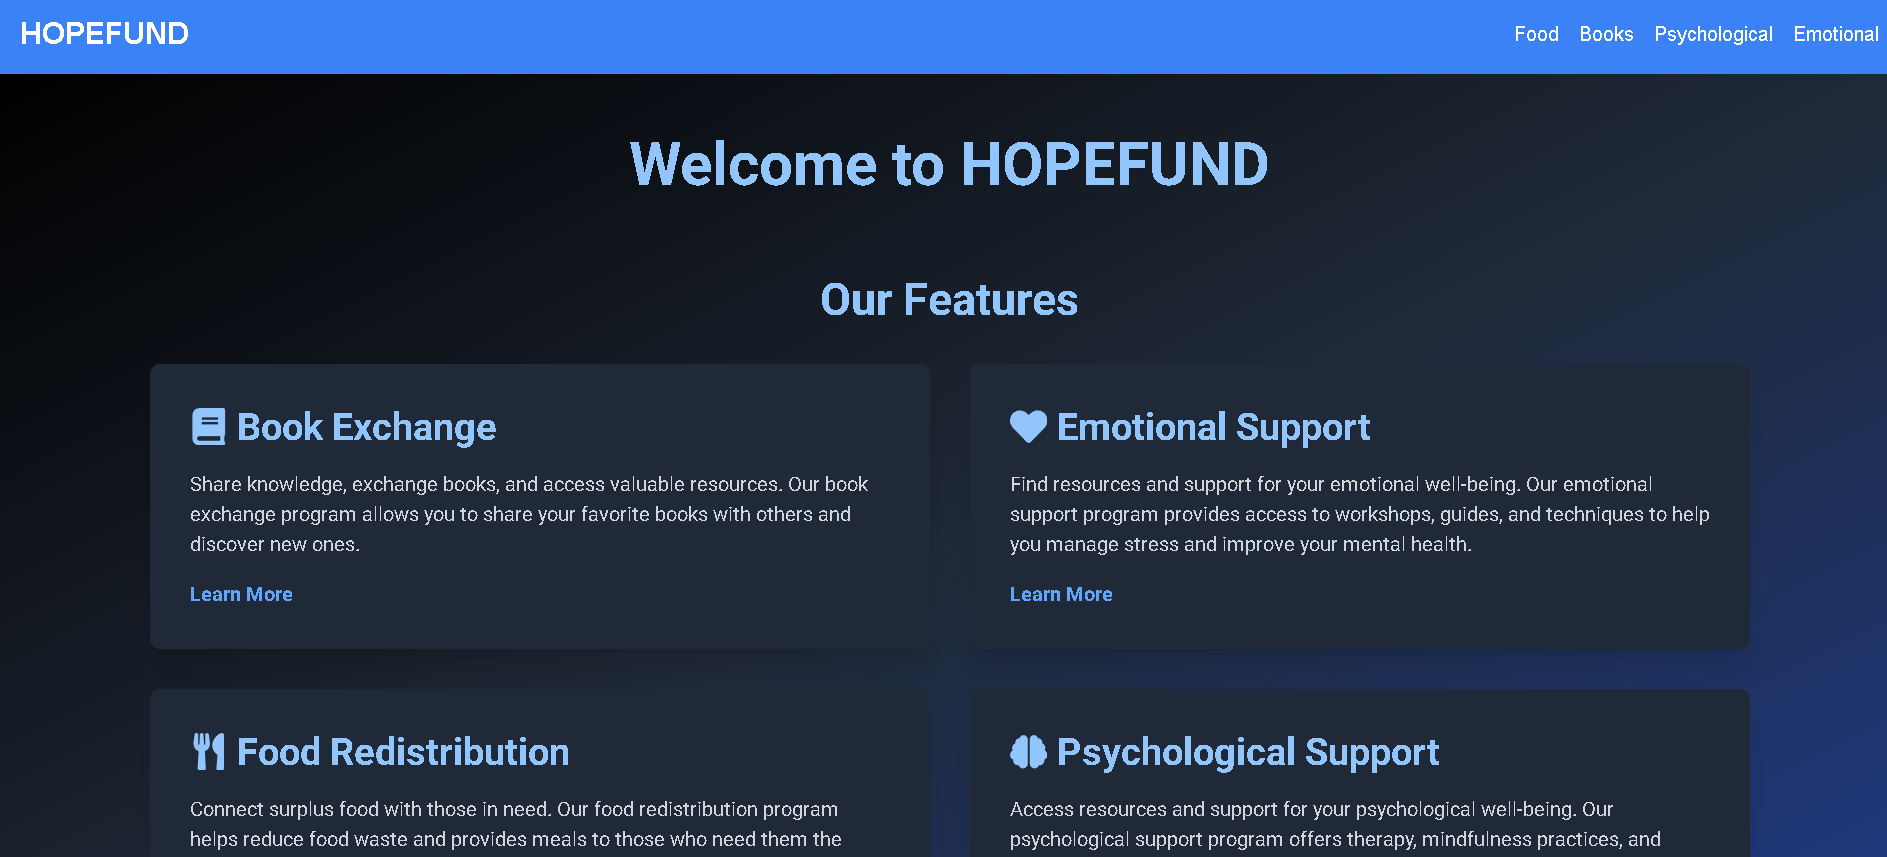 HOPEFUND
Food Books Psychological Emotional
Welcome to HOPEFUND
Our Features
Book Exchange
Share knowledge, exchange books, and access valuable resources. Our book
exchange program allows you to share your favorite books with others and
discover new ones.
Learn More
Emotional Support
Find resources and support for your emotional well-being. Our emotional
support program provides access to workshops, guides, and techniques to help
you manage stress and improve your mental health.
Learn More
Food Redistribution
Connect surplus food with those in need. Our food redistribution program
helps reduce food waste and provides meals to those who need them the
Psychological Support
Access resources and support for your psychological well-being. Our
psychological support program offers therapy, mindfulness practices, and